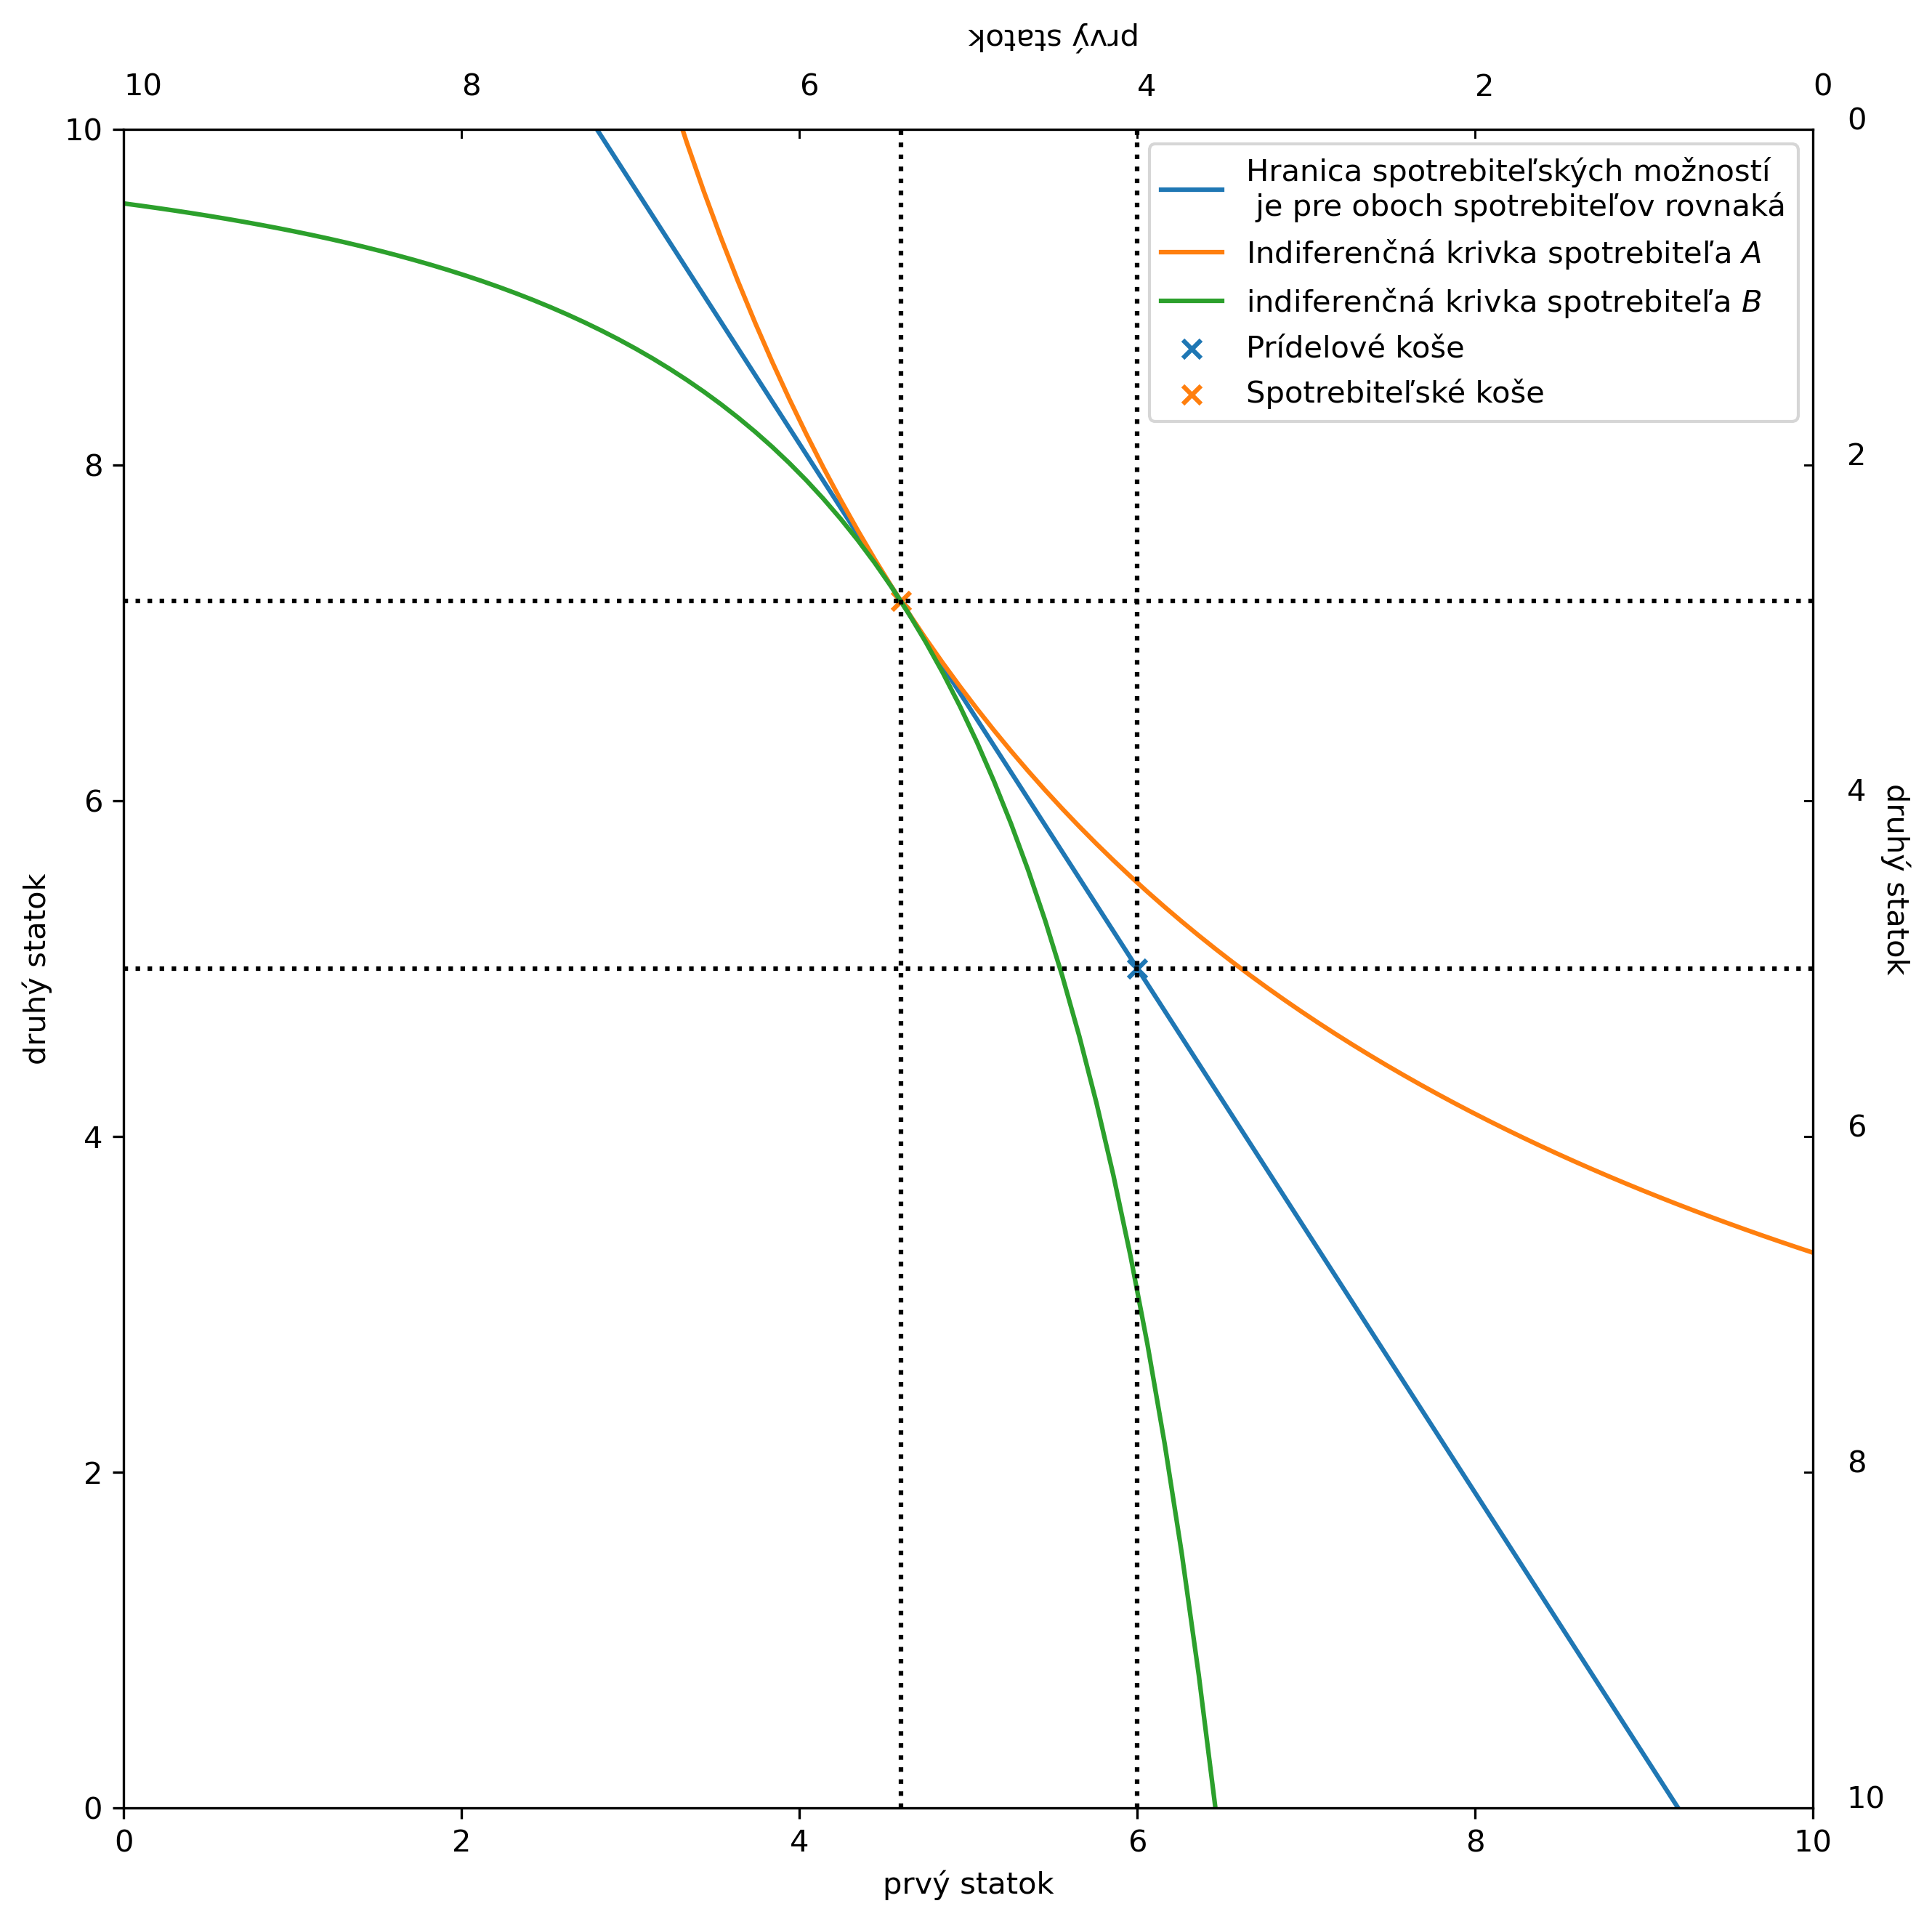 prvý statok
10 8 6 4 2 0
0
10
Hranica spotrebiteľských možností
je pre oboch spotrebiteľov rovnaká
Indiferenčná krivka spotrebiteľa A
indiferenčná krivka spotrebiteľa B
Prídelové koše
Spotrebiteľské koše
8
2
6
4
druhý statok
druhý statok
4
6
2
8
0
10
0 2 4 6 8 10
prvý statok